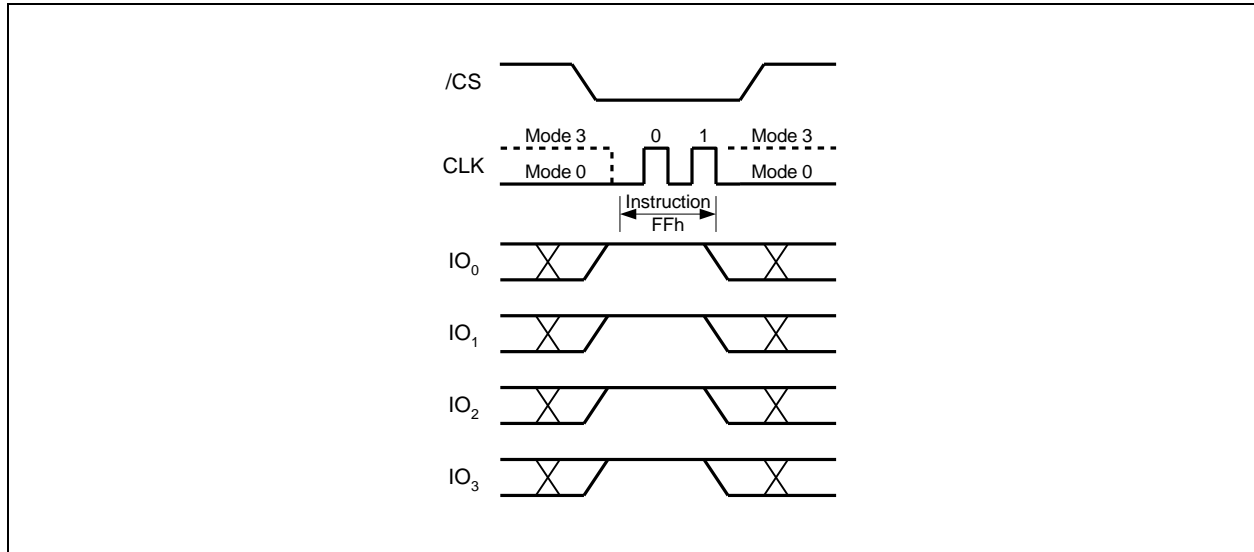 /CS
Mode 3 0 1 Mode 3
CLK
Mode 0 Mode 0
Instruction
FFh
IO₀
IO₁
IO₂
IO₃